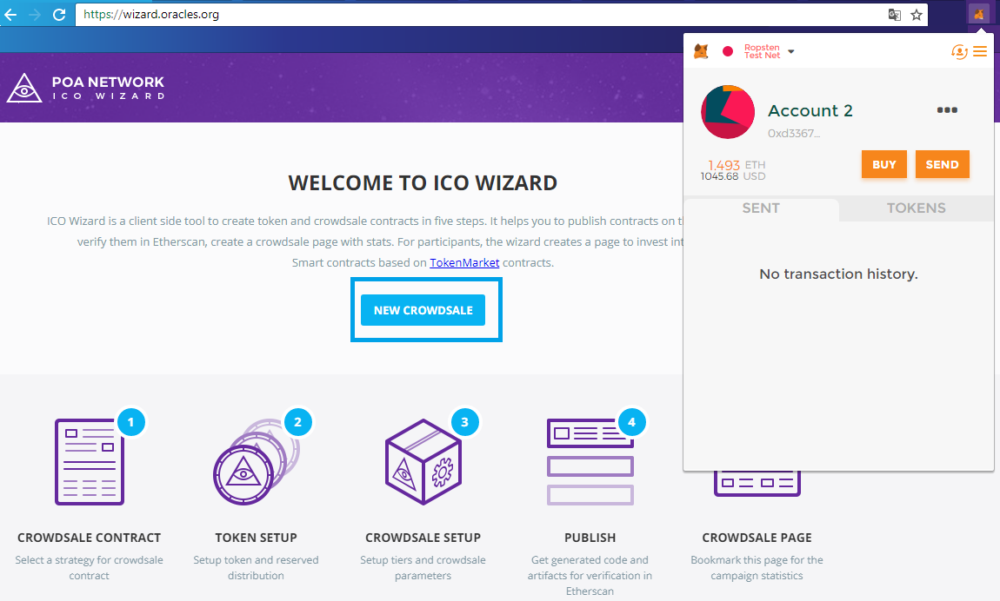 https://wizard.oracles.org
Ropsten
Test Net
POA NETWORK
ICO WIZARD
Account 2
0xd3367...
1.493 ETH
1045.68 USD
BUY
SEND
SENT
TOKENS
No transaction history.
WELCOME TO ICO WIZARD
ICO Wizard is a client side tool to create token and crowdsale contracts in five steps. It helps you to publish contracts on
verify them in Etherscan, create a crowdsale page with stats. For participants, the wizard creates a page to invest
Smart contracts based on TokenMarket contracts.
NEW CROWDSALE
1
2
3
4
CROWDSALE CONTRACT
Select a strategy for crowdsale
contract
TOKEN SETUP
Setup token and reserved
distribution
CROWDSALE SETUP
Setup tiers and crowdsale
parameters
PUBLISH
Get generated code and
artifacts for verification in
Etherscan
CROWDSALE PAGE
Bookmark this page for the
campaign statistics